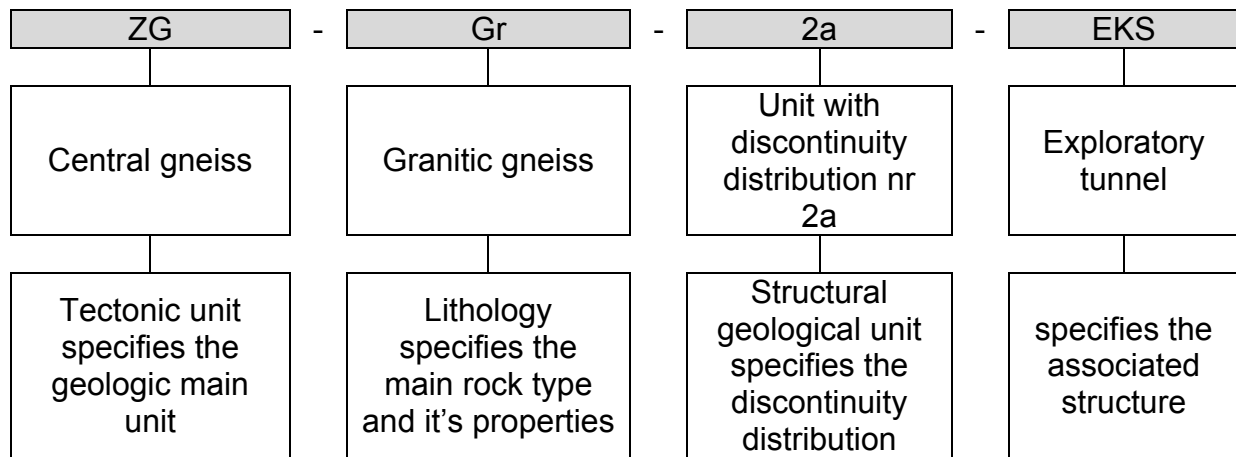 ZG - Gr - 2a - EKS
Central gneiss
Granitic gneiss
Unit with
discontinuity
distribution nr
2a
Exploratory
tunnel
Tectonic unit
specifies the
geologic main
unit
Lithology
specifies the
main rock type
and it's properties
Structural
geological unit
specifies the
discontinuity
distribution
specifies the
associated
structure